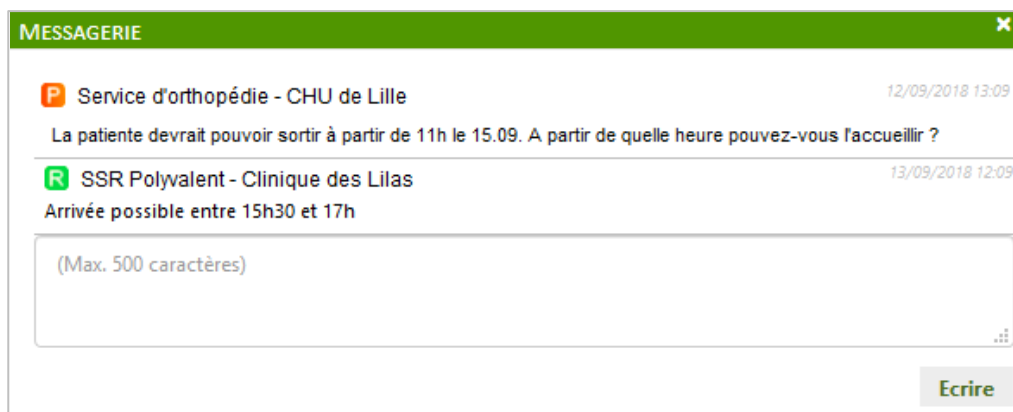 MESSAGERIE ×
P Service d'orthopédie - CHU de Lille 12/09/2018 13:09
La patiente devrait pouvoir sortir à partir de 11h le 15.09. A partir de quelle heure pouvez-vous l'accueillir ?
R SSR Polyvalent - Clinique des Lilas 13/09/2018 12:09
Arrivée possible entre 15h30 et 17h
(Max. 500 caractères)
Ecrire